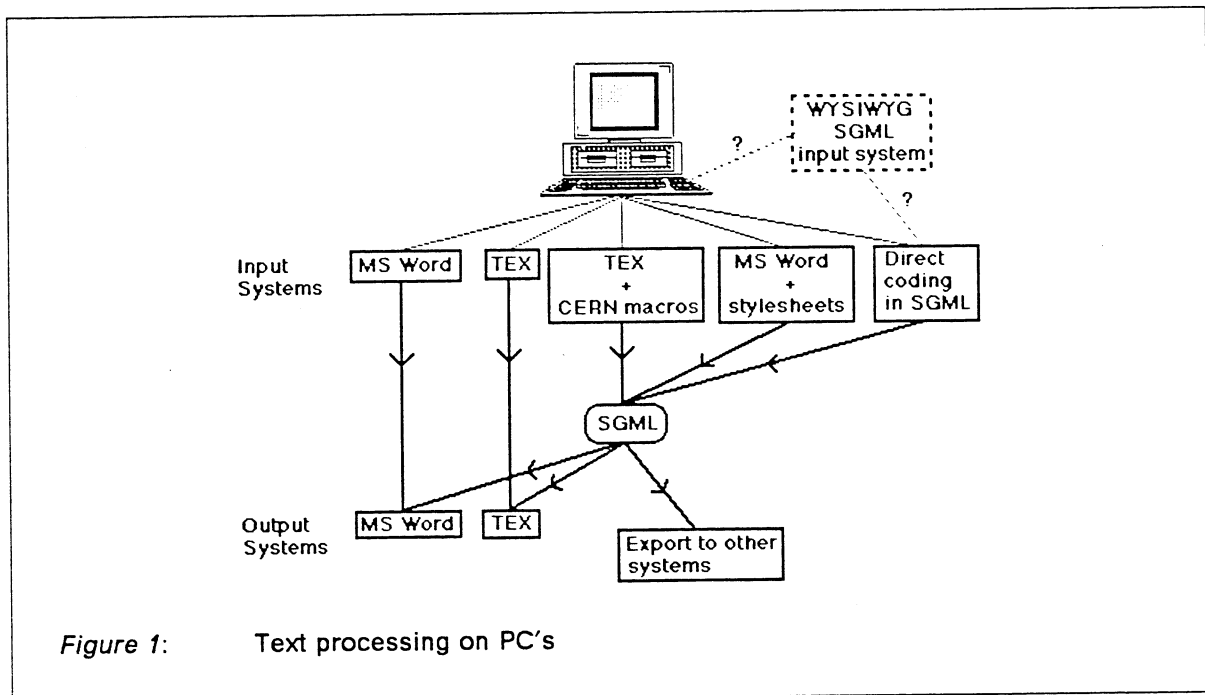 WYSIWYG
SGML
input system
?
?
Input
Systems
MS Word
TEX
TEX
+
CERN macros
MS Word
+
stylesheets
Direct
coding
in SGML
SGML
Output
Systems
MS Word
TEX
Export to other
systems
Figure 1: Text processing on PC's